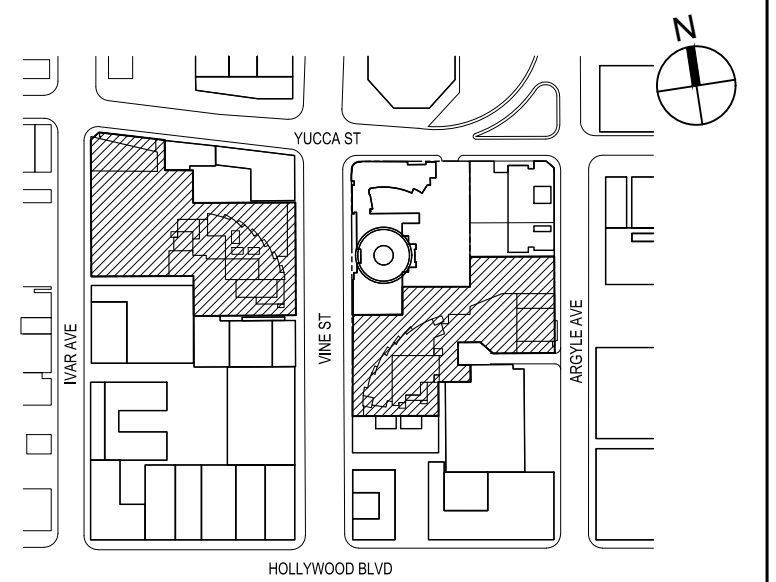 N
YUCCA ST
IVAR AVE
VINE ST
ARGYLE AVE
HOLLYWOOD BLVD